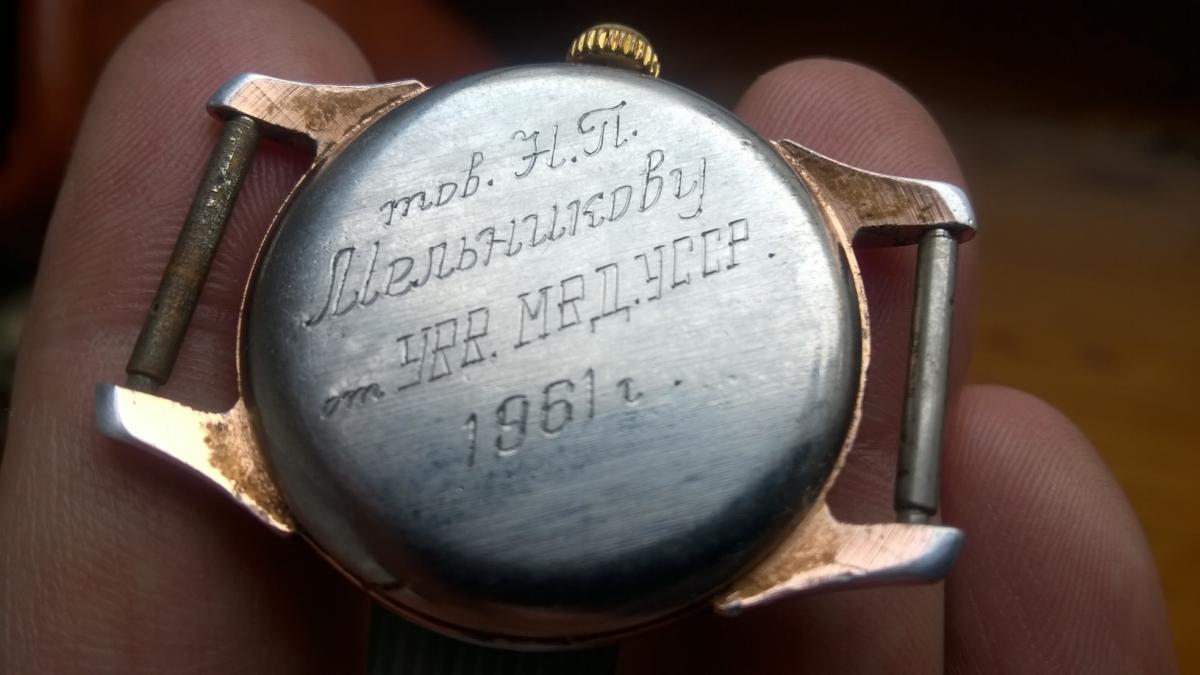 тов. Н.П.
Мельникову
от УВВ. МВД.УССР.
1961 г.